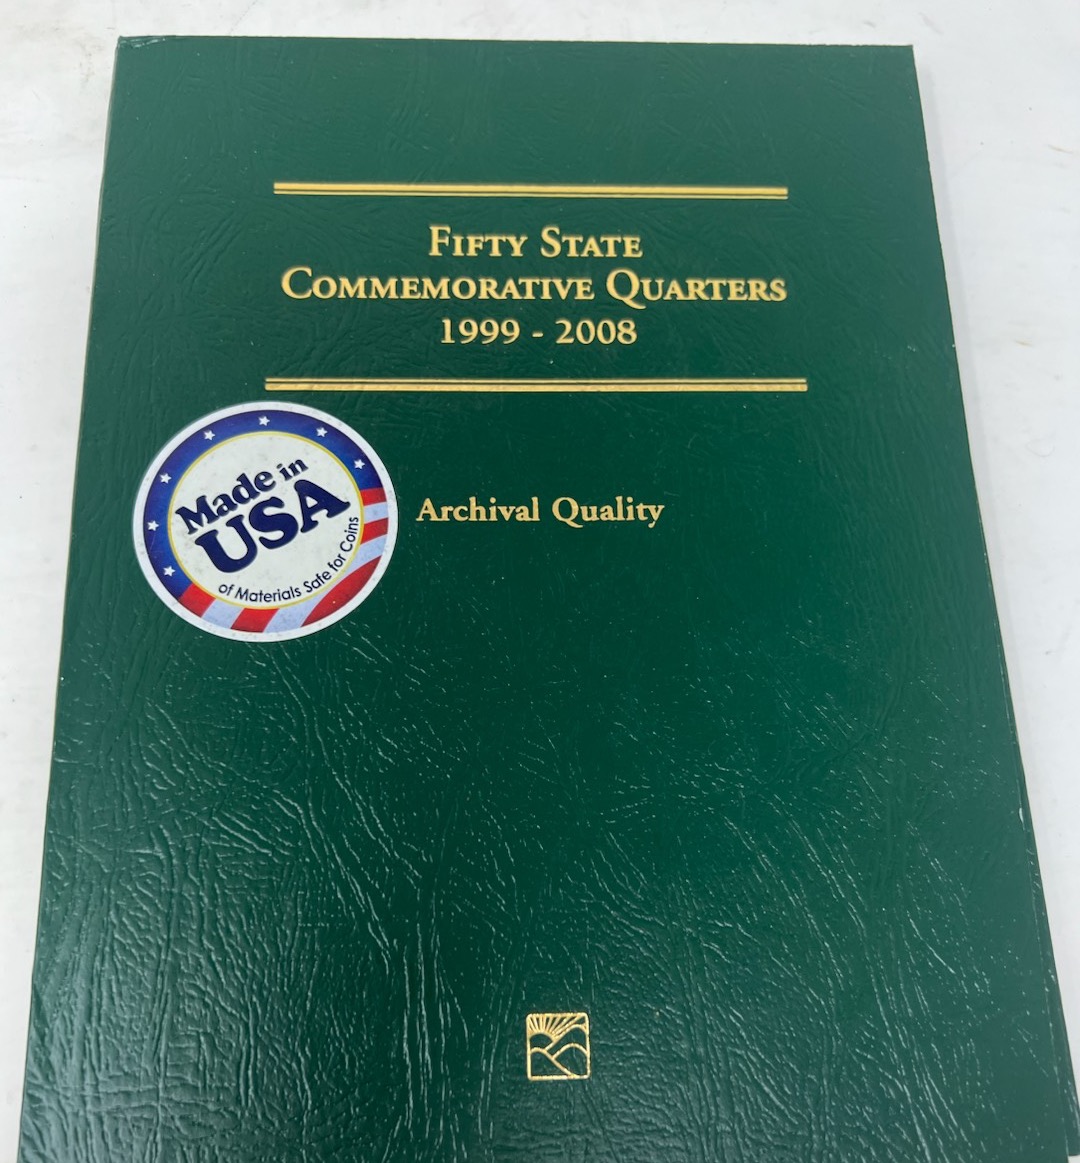 Fifty State
Commemorative Quarters
1999 - 2008
Made in
USA
of Materials Safe for Coins
Archival Quality